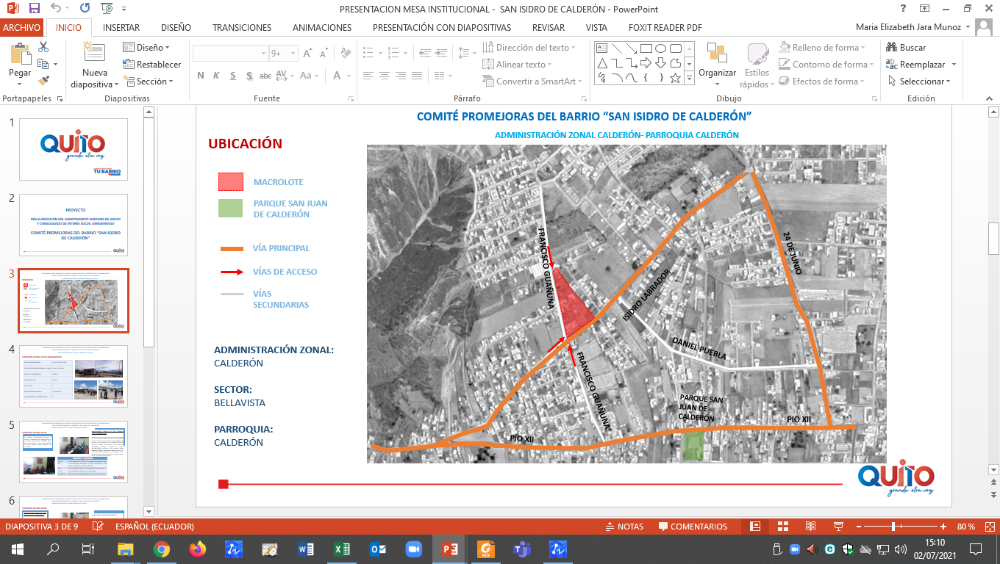 PRESENTACION MESA INSTITUCIONAL - SAN ISIDRO DE CALDERÓN - PowerPoint
ARCHIVO INICIO INSERTAR DISEÑO TRANSICIONES ANIMACIONES PRESENTACIÓN CON DIAPOSITIVAS REVISAR VISTA FOXIT READER PDF Maria Elizabeth Jara Munoz
Pegar
Portapapeles
Nueva
diapositiva
Diseño
Restablecer
Sección
Diapositivas
9+
N K S S abc AV Aa A
Fuente
Dirección del texto
Alinear texto
Convertir a SmartArt
Párrafo
Organizar
Estilos
rápidos
Relleno de forma
Contorno de forma
Efectos de forma
Dibujo
Buscar
Reemplazar
Seleccionar
Edición
1
QUITO
grande otra vez
TU BARRIO
2
PROYECTO
REGULARIZACIÓN DEL ASENTAMIENTO HUMANO DE HECHO
Y CONSOLIDADO DE INTERÉS SOCIAL DENOMINADO
COMITÉ PROMEJORAS DEL BARRIO “SAN ISIDRO
DE CALDERÓN”
3
4
5
6
COMITÉ PROMEJORAS DEL BARRIO “SAN ISIDRO DE CALDERÓN”
ADMINISTRACIÓN ZONAL CALDERÓN- PARROQUIA CALDERÓN
UBICACIÓN
MACROLOTE
PARQUE SAN JUAN
DE CALDERÓN
VÍA PRINCIPAL
VÍAS DE ACCESO
VÍAS
SECUNDARIAS
ADMINISTRACIÓN ZONAL:
CALDERÓN
SECTOR:
BELLAVISTA
PARROQUIA:
CALDERÓN
FRANCISCO GUAÑUNA
24 DE JUNIO
ISIDRO LABRADOR
DANIEL PUEBLA
FRANCISCO GUAÑUNA
PARQUE SAN
JUAN DE
CALDERÓN
PIO XII
PIO XII
QUITO
grande otra vez
DIAPOSITIVA 3 DE 9 ESPAÑOL (ECUADOR) NOTAS COMENTARIOS 80 %
15:10
02/07/2021